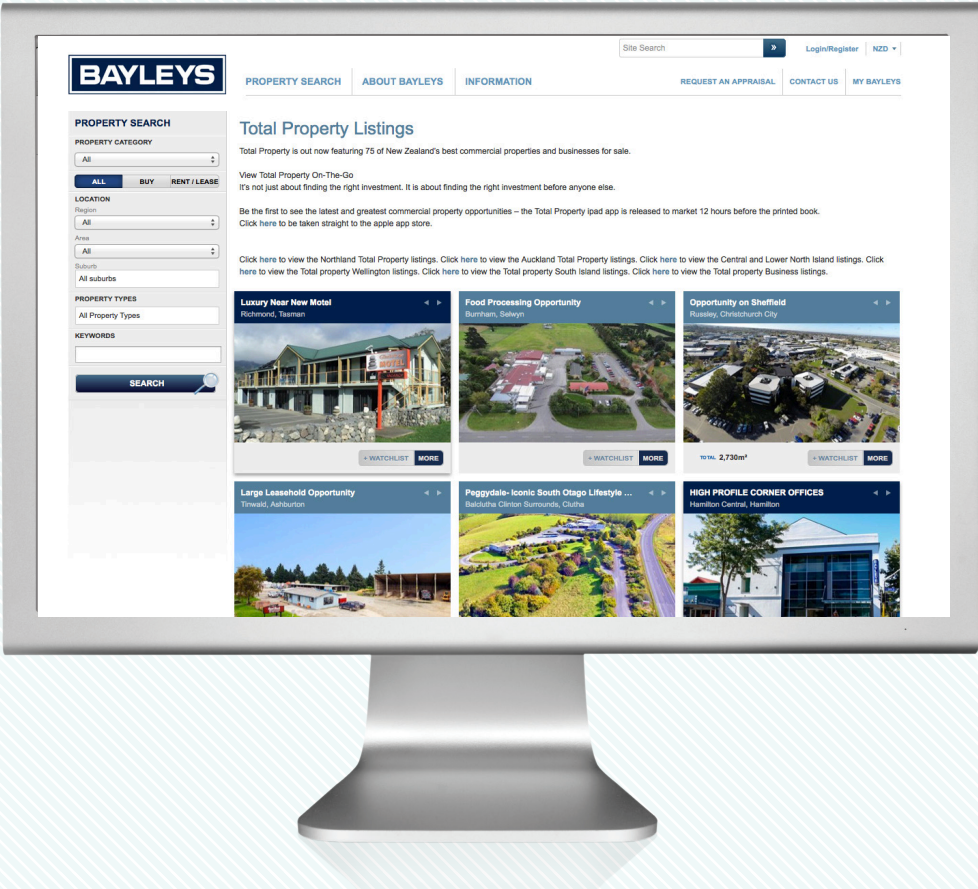 Site Search
»
Login/Register
NZD
BAYLEYS
PROPERTY SEARCH
ABOUT BAYLEYS
INFORMATION
REQUEST AN APPRAISAL
CONTACT US
MY BAYLEYS
PROPERTY SEARCH
PROPERTY CATEGORY
All
ALL
BUY
RENT / LEASE
LOCATION
Region
All
Area
All
Suburb
All suburbs
PROPERTY TYPES
All Property Types
KEYWORDS
SEARCH
Total Property Listings
Total Property is out now featuring 75 of New Zealand's best commercial properties and businesses for sale.
View Total Property On-The-Go
It's not just about finding the right investment. It is about finding the right investment before anyone else.
Be the first to see the latest and greatest commercial property opportunities – the Total Property ipad app is released to market 12 hours before the printed book.
Click here to be taken straight to the apple app store.
Click here to view the Northland Total Property listings. Click here to view the Auckland Total Property listings. Click here to view the Central and Lower North Island listings. Click
here to view the Total property Wellington listings. Click here to view the Total property South Island listings. Click here to view the Total property Business listings.
Luxury Near New Motel
Richmond, Tasman
MOTEL
+ WATCHLIST
MORE
Food Processing Opportunity
Burnham, Selwyn
+ WATCHLIST
MORE
Opportunity on Sheffield
Russley, Christchurch City
TOTAL 2,730m²
+ WATCHLIST
MORE
Large Leasehold Opportunity
Tinwald, Ashburton
Peggydale- Iconic South Otago Lifestyle ...
Balclutha Clinton Surrounds, Clutha
HIGH PROFILE CORNER OFFICES
Hamilton Central, Hamilton